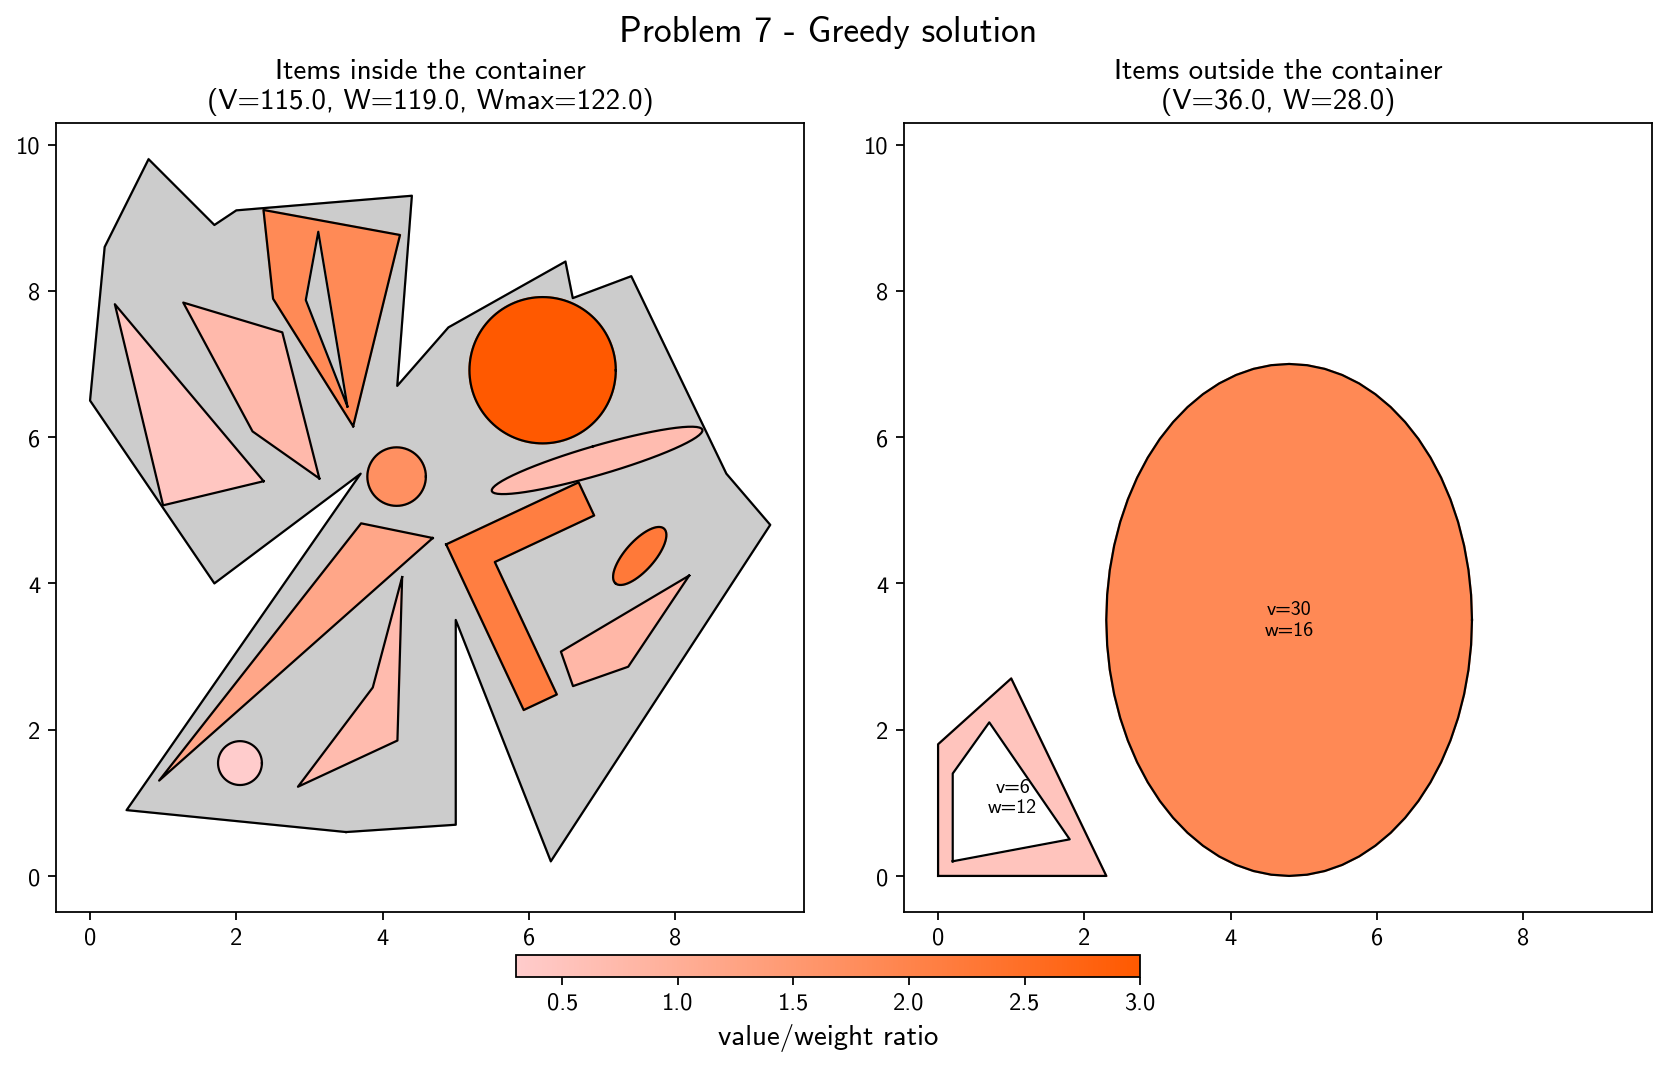 Problem 7 - Greedy solution
Items inside the container
(V=115.0, W=119.0, Wmax=122.0)
Items outside the container
(V=36.0, W=28.0)
10
8
6
4
2
0
0 2 4 6 8
10
8
6
4
2
0
0 2 4 6 8
v=30
w=16
v=6
w=12
0.5 1.0 1.5 2.0 2.5 3.0
value/weight ratio